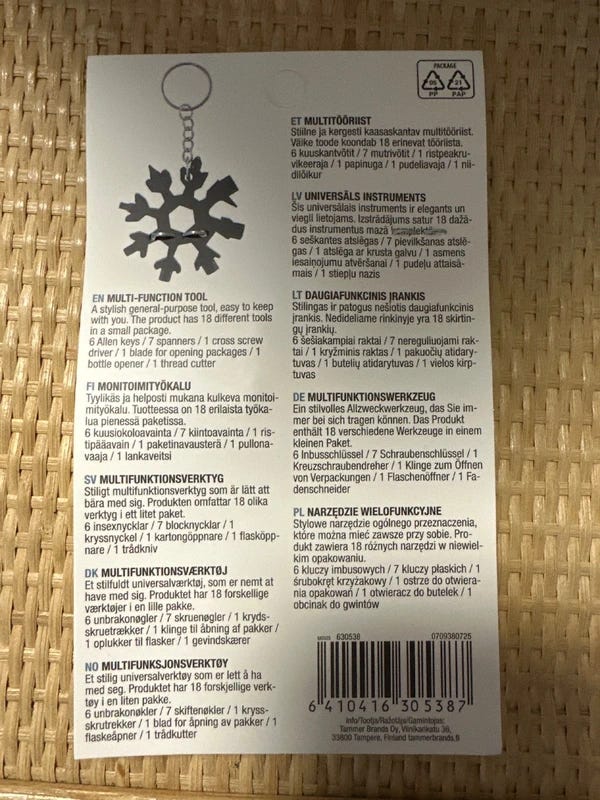 PACKAGE
05
PP
21
PAP
EN MULTI-FUNCTION TOOL
A stylish general-purpose tool, easy to keep
with you. The product has 18 different tools
in a small package.
6 Allen keys / 7 spanners / 1 cross screw
driver / 1 blade for opening packages / 1
bottle opener / 1 thread cutter
FI MONITOIMITYÖKALU
Tyylikäs ja helposti mukana kulkeva monitoi-
mityökalu. Tuotteessa on 18 erilaista työka-
lua pienessä paketissa.
6 kuusiokoloavainta / 7 kiintoavainta / 1 ris-
tipääavain / 1 paketinavausterä / 1 pullona-
vaaja / 1 lankaveitsi
SV MULTIFUNKTIONSVERKTYG
Stiligt multifunktionsverktyg som är lätt att
bära med sig. Produkten omfattar 18 olika
verktyg i ett litet paket.
6 insexnycklar / 7 blocknycklar / 1
kryssnyckel / 1 kartongöppnare / 1 flasköpp-
nare / 1 trådkniv
DK MULTIFUNKTIONSVÆRKTØJ
Et stilfuldt universalværktøj, som er nemt at
have med sig. Produktet har 18 forskellige
værktøjer i en lille pakke.
6 unbrakonøgler / 7 skruenøgler / 1 kryds-
skruetrækker / 1 klinge til åbning af pakker /
1 oplukker til flasker / 1 gevindskærer
NO MULTIFUNKSJONSVERKTØY
Et stilig universalverktøy som er lett å ha
med seg. Produktet har 18 forskjellige verk-
tøy i en liten pakke.
6 unbrakonøkler / 7 skiftenøkler / 1 kryss-
skrutrekker / 1 blad for åpning av pakker / 1
flaskeåpner / 1 trådkutter
ET MULTITÖÖRIIST
Stiilne ja kergesti kaasaskantav multitööriist.
Väike toode koondab 18 erinevat tööriista.
6 kuuskantvõtit / 7 mutrivõtit / 1 ristpeakru-
vikeeraja / 1 papinuga / 1 pudeliavaja / 1 nii-
dilõikur
LV UNIVERSĀLS INSTRUMENTS
Šis universālais instruments ir elegants un
viegli lietojams. Izstrādājums satur 18 dažā-
dus instrumentus mazā
6 seškantes atslēgas / 7 pievilkšanas atslē-
gas / 1 atslēga ar krusta galvu / 1 asmens
iesaiņojumu atvēršanai / 1 pudeļu attaisā-
mais / 1 stiepļu nazis
LT DAUGIAFUNKCINIS ĮRANKIS
Stilingas ir patogus nešiotis daugiafunkcinis
įrankis. Nedideliame rinkinyje yra 18 skirtin-
gų įrankių.
6 šešiakampiai raktai / 7 nereguliuojami rak-
tai / 1 kryžminis raktas / 1 pakuočių atidary-
tuvas / 1 butelių atidarytuvas / 1 vielos kirp-
tuvas
DE MULTIFUNKTIONSWERKZEUG
Ein stilvolles Allzweckwerkzeug, das Sie im-
mer bei sich tragen können. Das Produkt
enthält 18 verschiedene Werkzeuge in einem
kleinen Paket.
6 Inbusschlüssel / 7 Schraubenschlüssel / 1
Kreuzschraubendreher / 1 Klinge zum Öffnen
von Verpackungen / 1 Flaschenöffner / 1 Fa-
denschneider
PL NARZĘDZIE WIELOFUNKCYJNE
Stylowe narzędzie ogólnego przeznaczenia,
które można mieć zawsze przy sobie. Pro-
dukt zawiera 18 różnych narzędzi w niewiel-
kim opakowaniu.
6 kluczy imbusowych / 7 kluczy płaskich / 1
śrubokręt krzyżakowy / 1 ostrze do otwiera-
nia opakowań / 1 otwieracz do butelek / 1
obcinak do gwintów
630538
0709380725
6 410416 305387
Info/Tootja/Ražotājs/Gamintojas:
Tammer Brands Oy, Viinikankatu 36,
33800 Tampere, Finland tammerbrands.fi